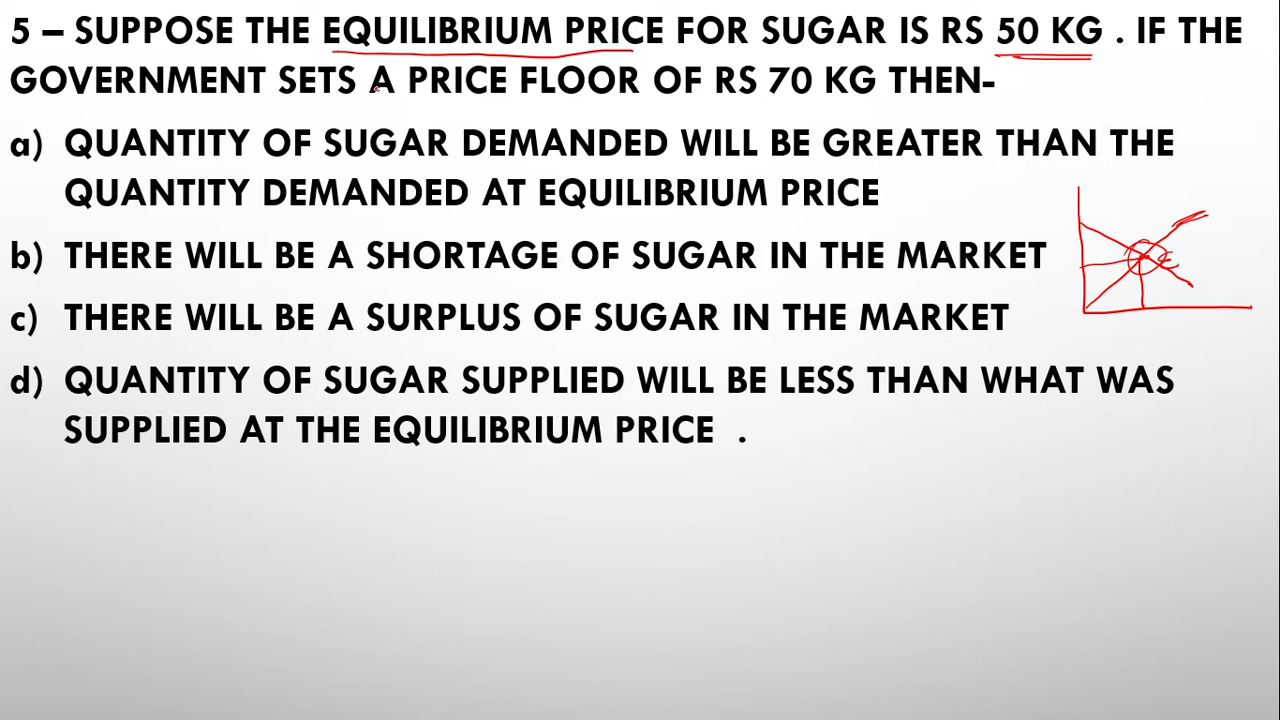 5 – SUPPOSE THE EQUILIBRIUM PRICE FOR SUGAR IS RS 50 KG . IF THE
GOVERNMENT SETS A PRICE FLOOR OF RS 70 KG THEN-
a) QUANTITY OF SUGAR DEMANDED WILL BE GREATER THAN THE
QUANTITY DEMANDED AT EQUILIBRIUM PRICE
b) THERE WILL BE A SHORTAGE OF SUGAR IN THE MARKET
c) THERE WILL BE A SURPLUS OF SUGAR IN THE MARKET
d) QUANTITY OF SUGAR SUPPLIED WILL BE LESS THAN WHAT WAS
SUPPLIED AT THE EQUILIBRIUM PRICE .
E